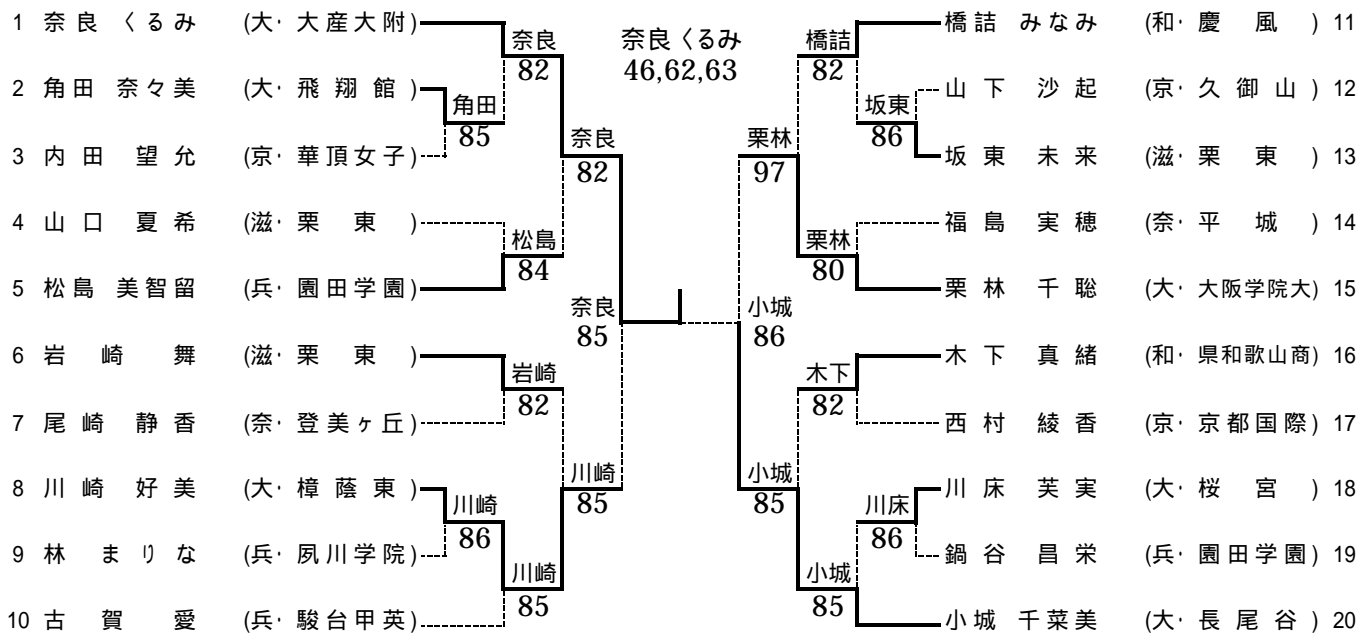 1 奈良 くるみ (大・大産大附)
2 角田 奈々美 (大・飛翔館)
3 内田 望允 (京・華頂女子)
4 山口 夏希 (滋・栗東)
5 松島 美智留 (兵・園田学園)
6 岩崎 舞 (滋・栗東)
7 尾崎 静香 (奈・登美ヶ丘)
8 川崎 好美 (大・樟蔭東)
9 林 まりな (兵・夙川学院)
10 古賀 愛 (兵・駿台甲英)
奈良
82
角田
85
奈良
82
松島
84
奈良
85
岩崎
82
川崎
85
川崎
86
川崎
85
奈良 くるみ
46,62,63
橋詰
82
坂東
86
栗林
97
栗林
80
小城
86
木下
82
小城
85
川床
86
小城
85
橋詰 みなみ (和・慶風) 11
山下 沙起 (京・久御山) 12
坂東 未来 (滋・栗東) 13
福島 実穂 (奈・平城) 14
栗林 千聡 (大・大阪学院大) 15
木下 真緒 (和・県和歌山商) 16
西村 綾香 (京・京都国際) 17
川床 芙実 (大・桜宮) 18
鍋谷 昌栄 (兵・園田学園) 19
小城 千菜美 (大・長尾谷) 20